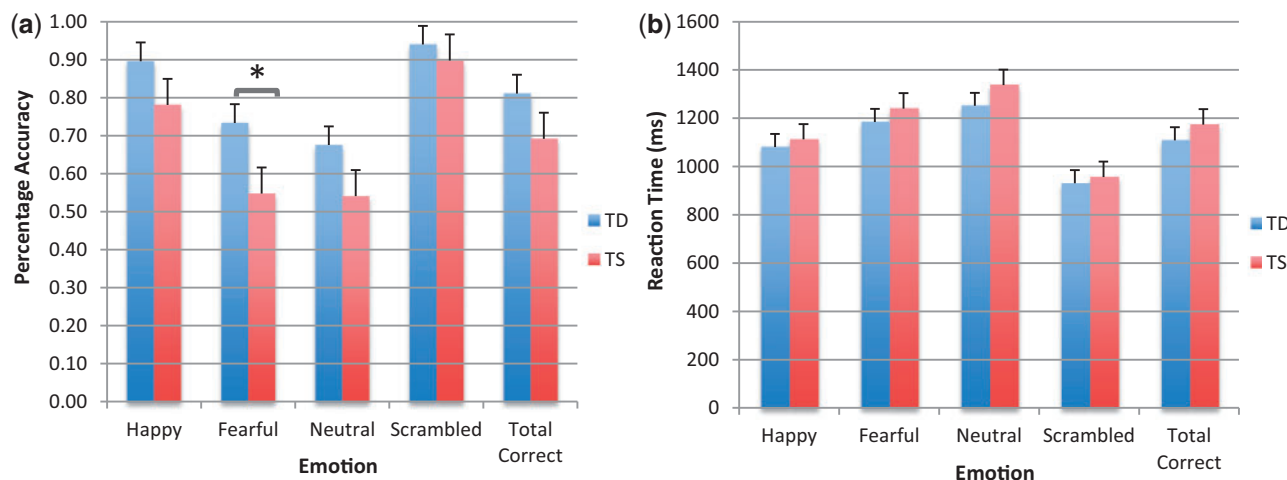 (a)
Percentage Accuracy
1.00
0.90
0.80
0.70
0.60
0.50
0.40
0.30
0.20
0.10
0.00
*
Happy Fearful Neutral Scrambled Total Correct
Emotion
TD
TS
(b)
Reaction Time (ms)
1600
1400
1200
1000
800
600
400
200
0
Happy Fearful Neutral Scrambled Total Correct
Emotion
TD
TS